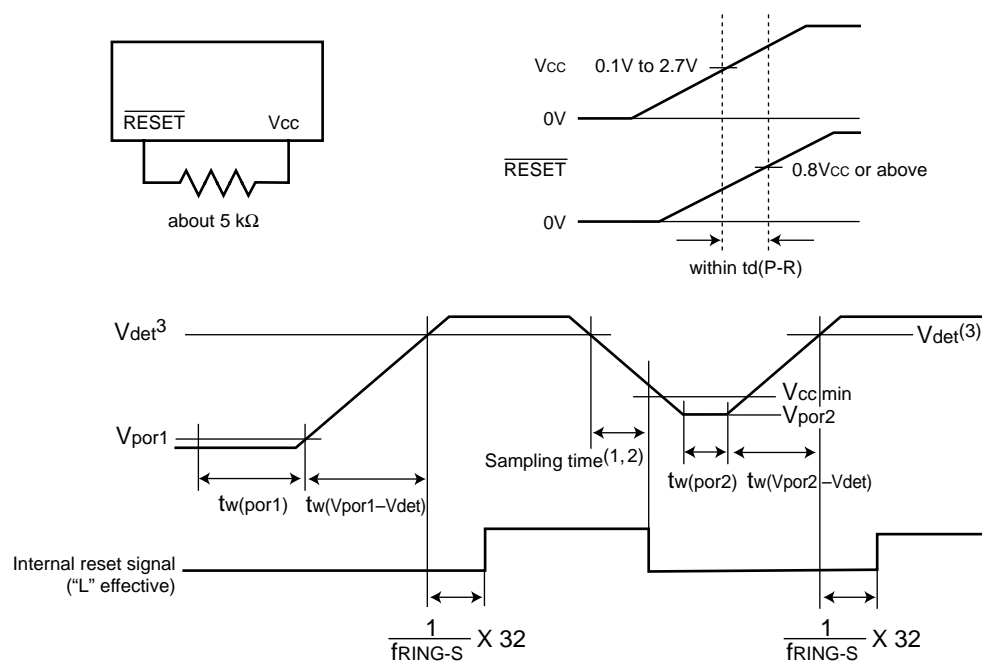 RESET Vcc
about 5 kΩ
Vcc 0.1V to 2.7V
0V
RESET 0.8Vcc or above
0V
within td(P-R)
Vdet3 Vdet(3)
Vcc min
Vpor1 Vpor2
Sampling time(1, 2)
tw(por1) tw(Vpor1–Vdet) tw(por2) tw(Vpor2–Vdet)
Internal reset signal
(“L” effective)
1
fRING-S X 32
1
fRING-S X 32